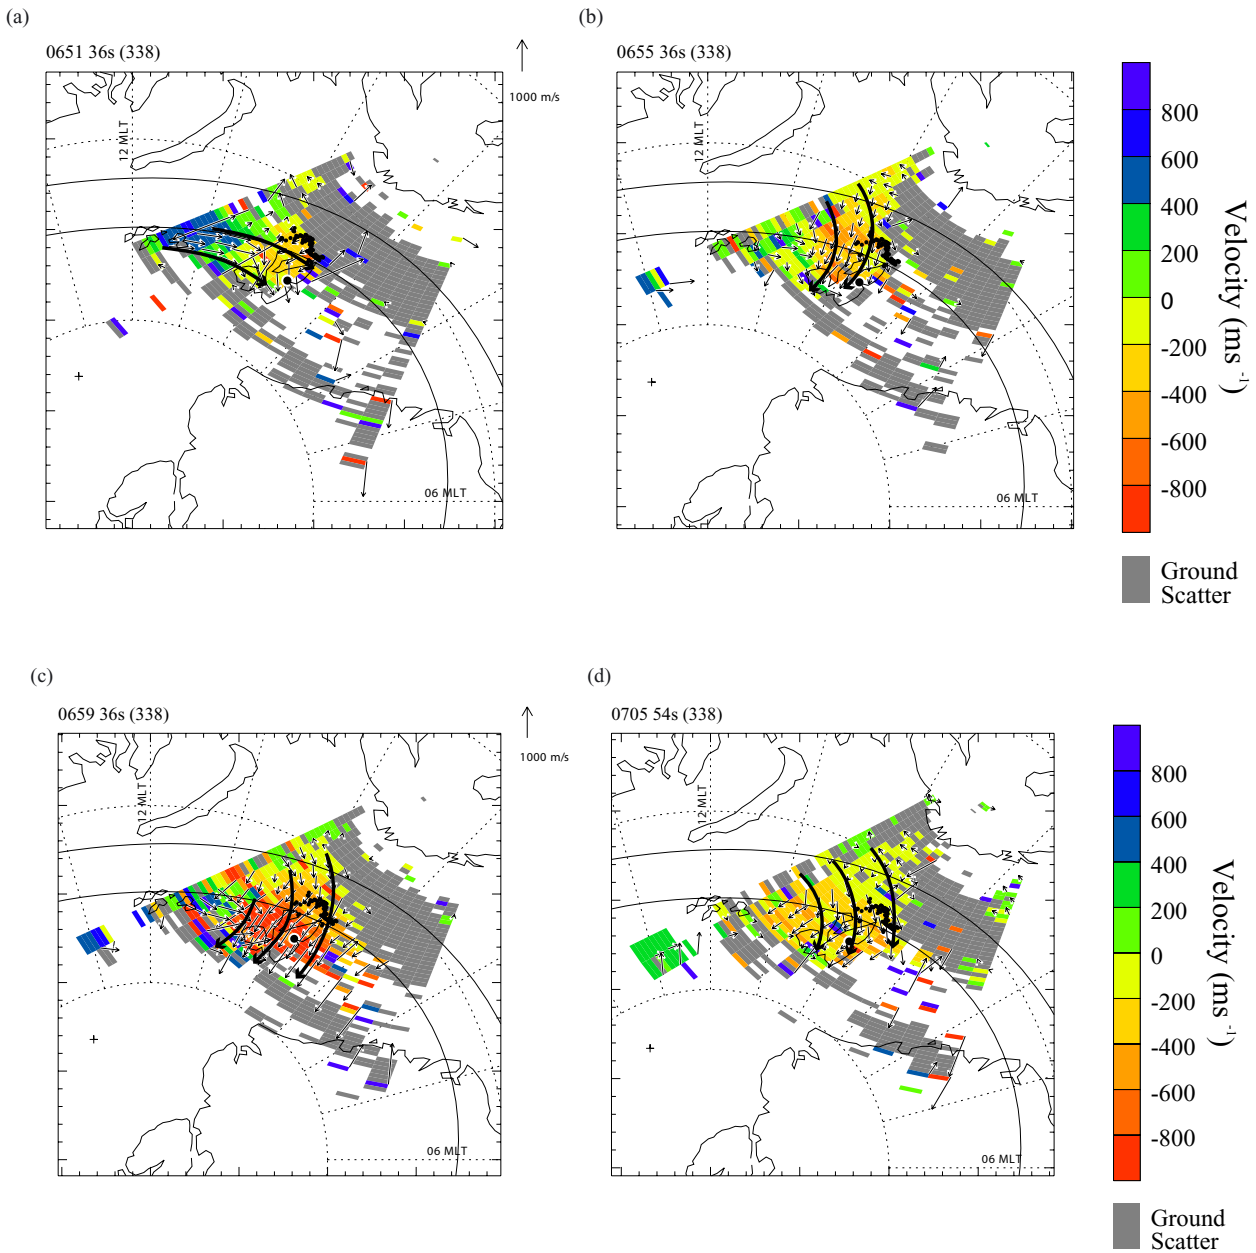 (a)
(b)
0651 36s (338)
1000 m/s
0655 36s (338)
12 MLT
06 MLT
12 MLT
06 MLT
800
600
400
200
0
-200
-400
-600
-800
Velocity (ms -1)
Ground
Scatter
(c)
(d)
0659 36s (338)
1000 m/s
0705 54s (338)
12 MLT
06 MLT
12 MLT
06 MLT
800
600
400
200
0
-200
-400
-600
-800
Velocity (ms -1)
Ground
Scatter